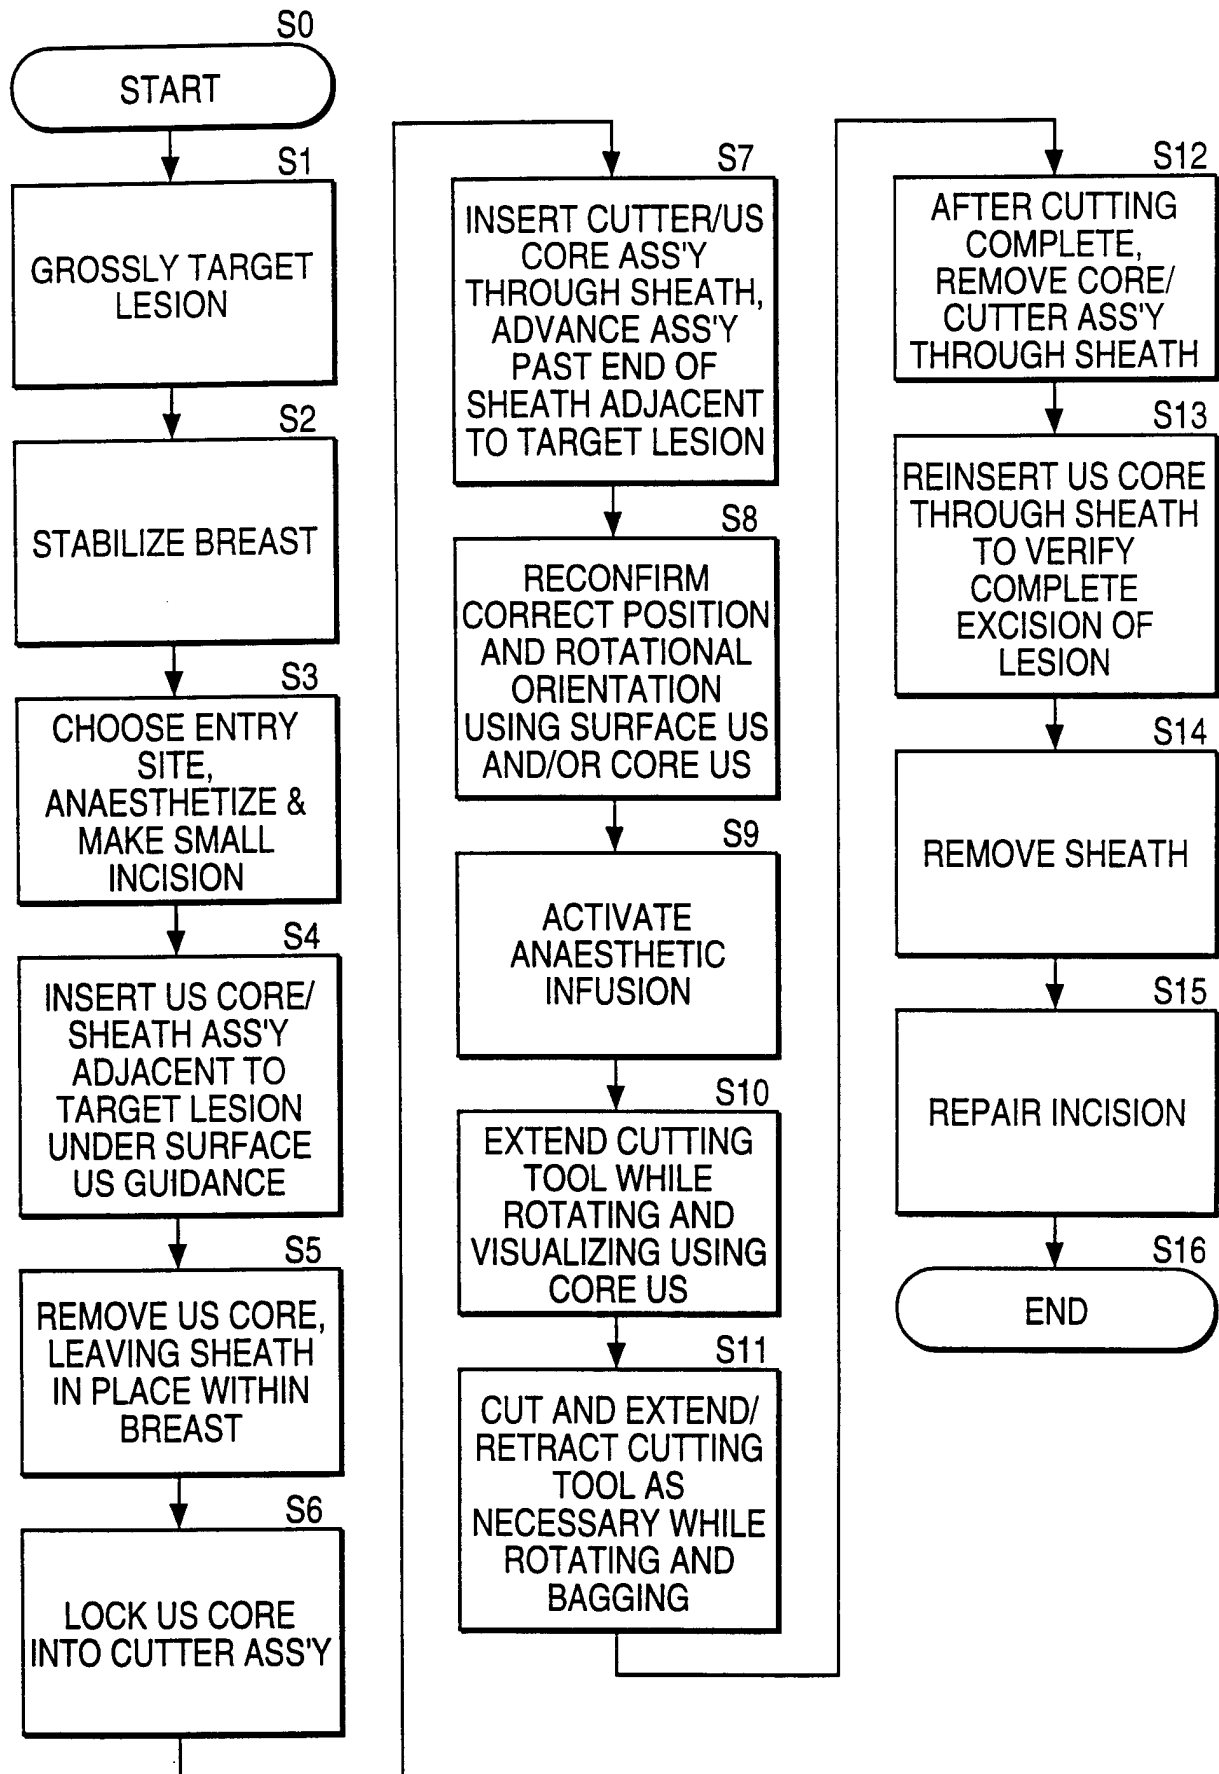 S0
START
S1
GROSSLY TARGET
LESION
S2
STABILIZE BREAST
S3
CHOOSE ENTRY
SITE,
ANAESTHETIZE &
MAKE SMALL
INCISION
S4
INSERT US CORE/
SHEATH ASS'Y
ADJACENT TO
TARGET LESION
UNDER SURFACE
US GUIDANCE
S5
REMOVE US CORE,
LEAVING SHEATH
IN PLACE WITHIN
BREAST
S6
LOCK US CORE
INTO CUTTER ASS'Y
S7
INSERT CUTTER/US
CORE ASS'Y
THROUGH SHEATH,
ADVANCE ASS'Y
PAST END OF
SHEATH ADJACENT
TO TARGET LESION
S8
RECONFIRM
CORRECT POSITION
AND ROTATIONAL
ORIENTATION
USING SURFACE US
AND/OR CORE US
S9
ACTIVATE
ANAESTHETIC
INFUSION
S10
EXTEND CUTTING
TOOL WHILE
ROTATING AND
VISUALIZING USING
CORE US
S11
CUT AND EXTEND/
RETRACT CUTTING
TOOL AS
NECESSARY WHILE
ROTATING AND
BAGGING
S12
AFTER CUTTING
COMPLETE,
REMOVE CORE/
CUTTER ASS'Y
THROUGH SHEATH
S13
REINSERT US CORE
THROUGH SHEATH
TO VERIFY
COMPLETE
EXCISION OF
LESION
S14
REMOVE SHEATH
S15
REPAIR INCISION
S16
END